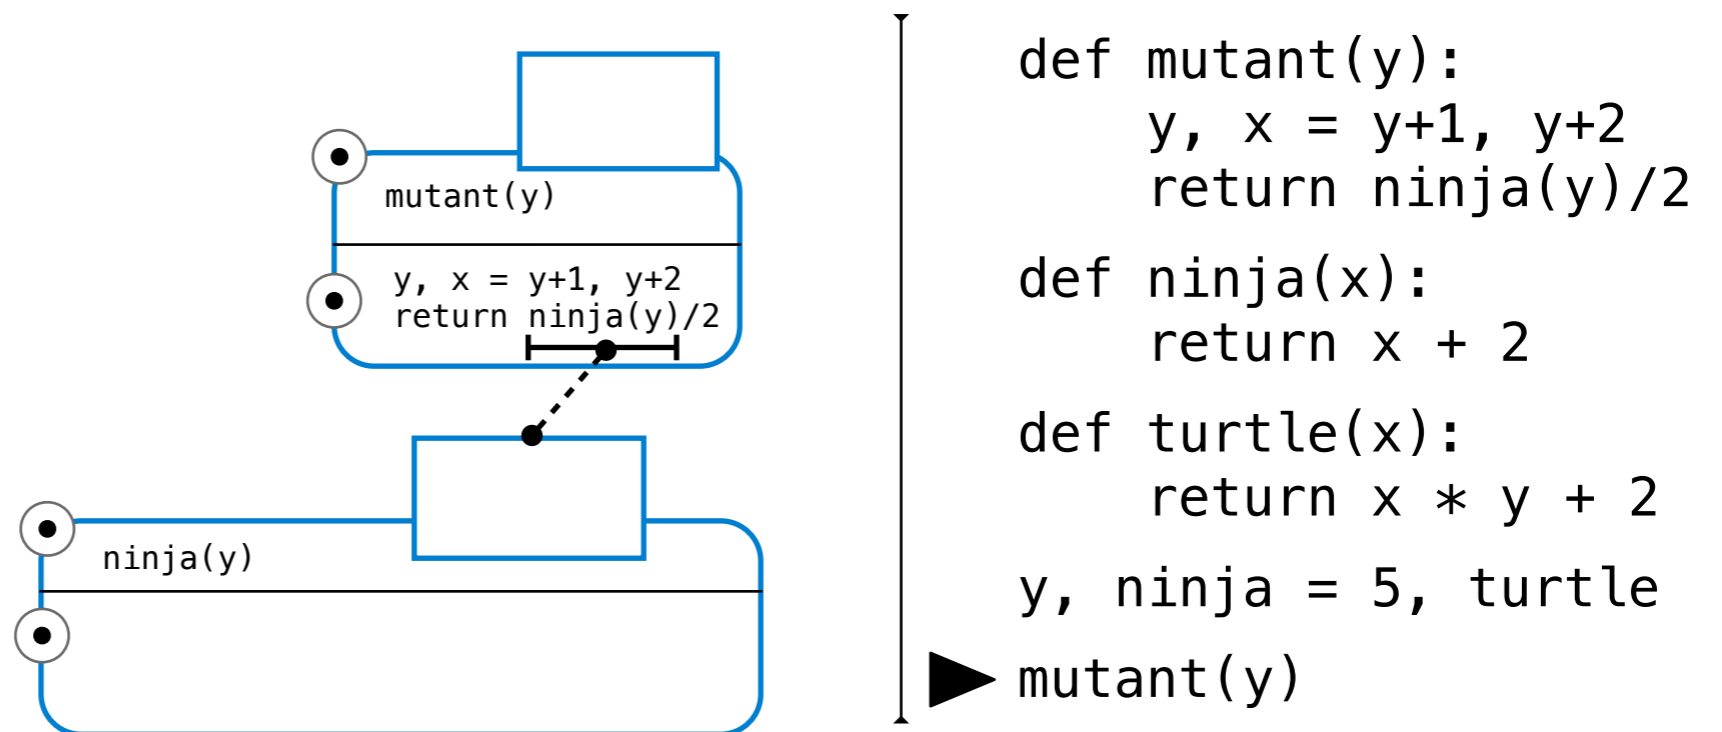 mutant(y)
y, x = y+1, y+2
return ninja(y)/2
ninja(y)
def mutant(y):
    y, x = y+1, y+2
    return ninja(y)/2
def ninja(x):
    return x + 2
def turtle(x):
    return x * y + 2
y, ninja = 5, turtle
mutant(y)